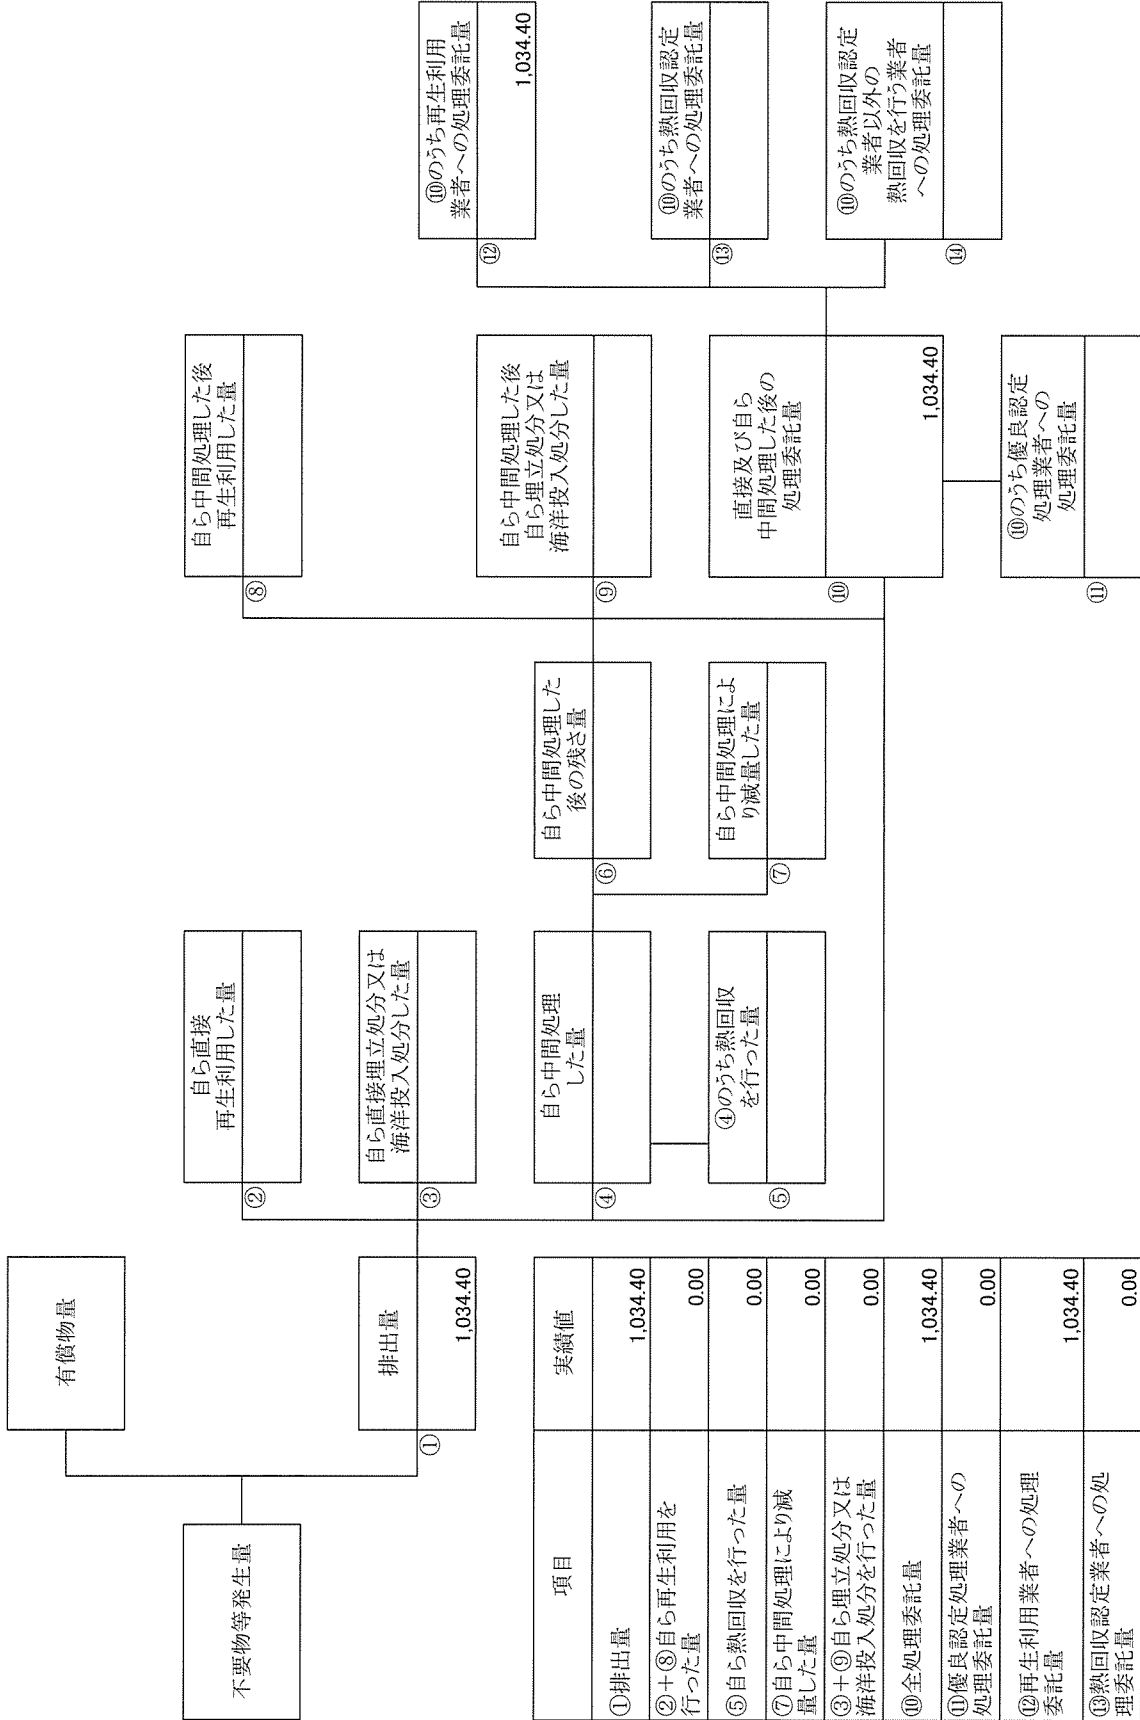 不要物等発生量
有償物量
排出量
①
1,034.40
自ら直接
再生利用した量
②
自ら直接埋立処分又は
海洋投入処分した量
③
自ら中間処理
した量
④
④のうち熱回収
を行った量
⑤
自ら中間処理した
後の残さ量
⑥
自ら中間処理によ
り減量した量
⑦
自ら中間処理した後
再生利用した量
⑧
自ら中間処理した後
自ら埋立処分又は
海洋投入処分した量
⑨
直接及び自ら
中間処理した後の
処理委託量
⑩
1,034.40
⑩のうち優良認定
処理業者への
処理委託量
⑪
⑩のうち再生利用
業者への処理委託量
⑫
1,034.40
⑩のうち熱回収認定
業者への処理委託量
⑬
⑩のうち熱回収認定
業者以外の
熱回収を行う業者
への処理委託量
⑭
項目 実績値
①排出量 1,034.40
②+⑧自ら再生利用を
行った量 0.00
⑤自ら熱回収を行った量 0.00
⑦自ら中間処理により減
量した量 0.00
③+⑨自ら埋立処分又は
海洋投入処分を行った量 0.00
⑩全処理委託量 1,034.40
⑪優良認定処理業者への
処理委託量 0.00
⑫再生利用業者への処理
委託量 1,034.40
⑬熱回収認定業者への処
理委託量 0.00